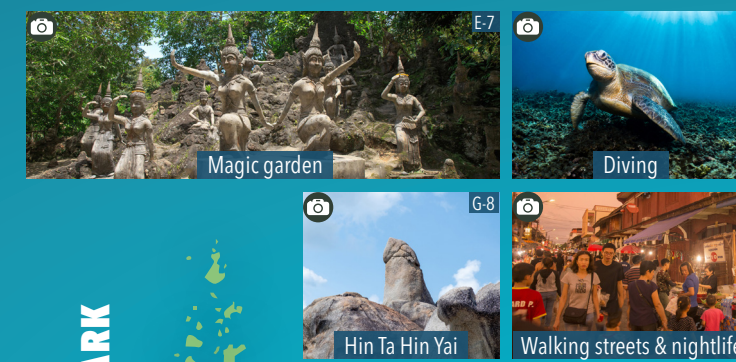 E-7
Magic garden
Diving
G-8
Hin Ta Hin Yai
Walking streets & nightlife
ARK